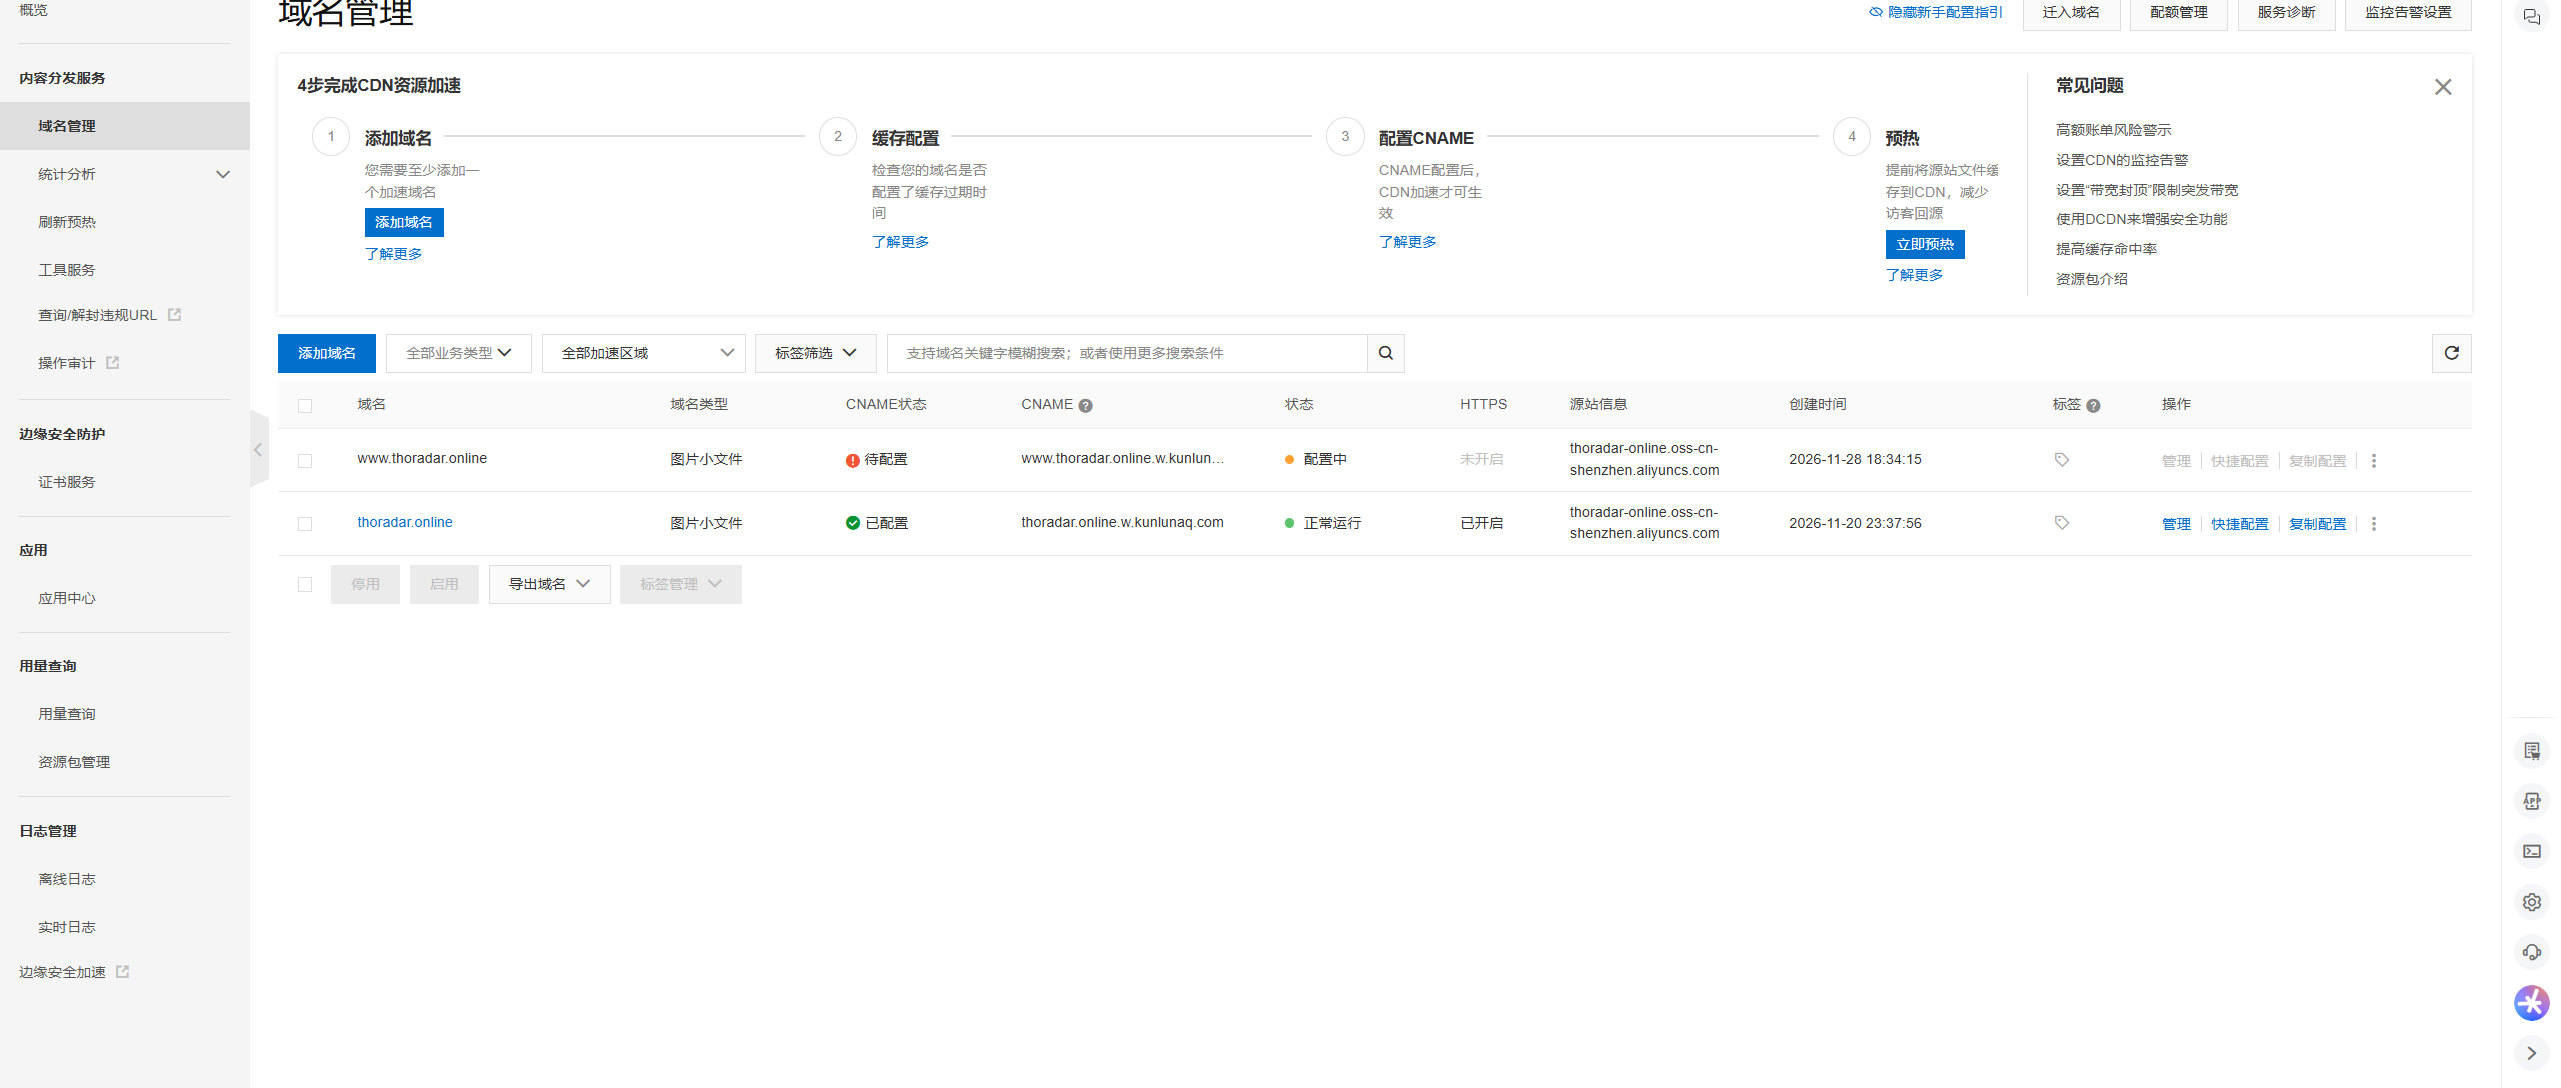 概览
内容分发服务
域名管理
统计分析
刷新预热
工具服务
查询/解封违规URL
操作审计
边缘安全防护
证书服务
应用
应用中心
用量查询
用量查询
资源包管理
日志管理
离线日志
实时日志
边缘安全加速
域名管理
隐藏新手配置指引
迁入域名
配额管理
服务诊断
监控告警设置
4步完成CDN资源加速
1
添加域名
您需要至少添加一
个加速域名
添加域名
了解更多
2
缓存配置
检查您的域名是否
配置了缓存过期时
间
了解更多
3
配置CNAME
CNAME配置后，
CDN加速才可生
效
了解更多
4
预热
提前将源站文件缓
存到CDN，减少
访客回源
立即预热
了解更多
常见问题
高额账单风险警示
设置CDN的监控告警
设置“带宽封顶”限制突发带宽
使用DCDN来增强安全功能
提高缓存命中率
资源包介绍
添加域名
全部业务类型
全部加速区域
标签筛选
支持域名关键字模糊搜索；或者使用更多搜索条件
域名 域名类型 CNAME状态 CNAME 状态 HTTPS 源站信息 创建时间 标签 操作
www.thoradar.online 图片小文件 待配置 www.thoradar.online.w.kunlun... 配置中 未开启 thoradar-online.oss-cn-
shenzhen.aliyuncs.com 2026-11-28 18:34:15 管理 快捷配置 复制配置
thoradar.online 图片小文件 已配置 thoradar.online.w.kunlunaq.com 正常运行 已开启 thoradar-online.oss-cn-
shenzhen.aliyuncs.com 2026-11-20 23:37:56 管理 快捷配置 复制配置
停用
启用
导出域名
标签管理
APP